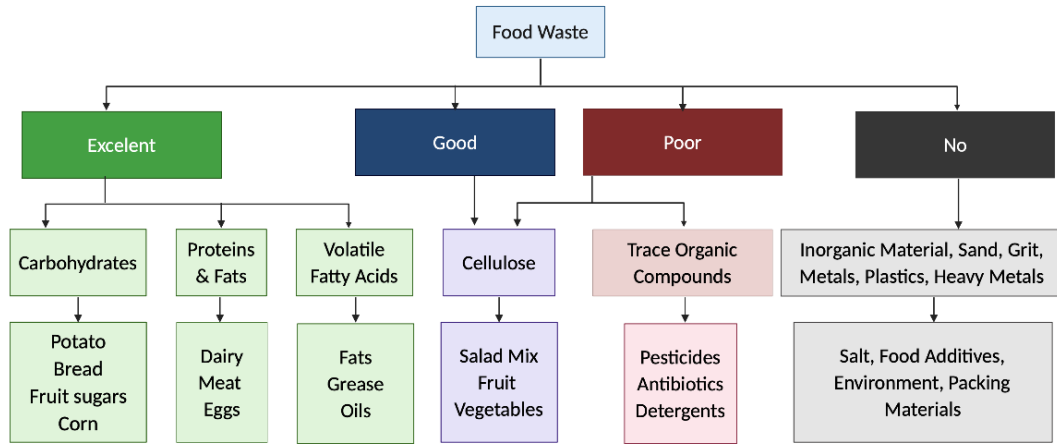 Food Waste
Excelent
Good
Poor
No
Carbohydrates
Proteins
& Fats
Volatile
Fatty Acids
Cellulose
Trace Organic
Compounds
Inorganic Material, Sand, Grit,
Metals, Plastics, Heavy Metals
Potato
Bread
Fruit sugars
Corn
Dairy
Meat
Eggs
Fats
Grease
Oils
Salad Mix
Fruit
Vegetables
Pesticides
Antibiotics
Detergents
Salt, Food Additives,
Environment, Packing
Materials